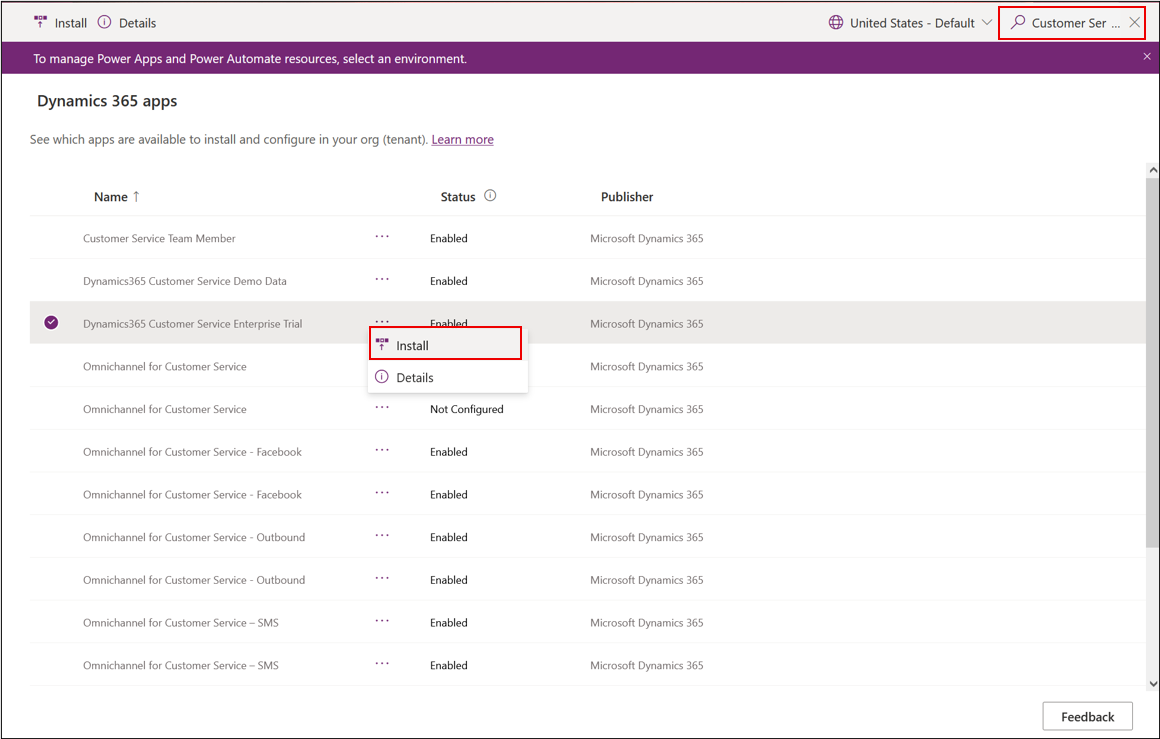 Install Details United States - Default Customer Ser ...
To manage Power Apps and Power Automate resources, select an environment.
Dynamics 365 apps
See which apps are available to install and configure in your org (tenant). Learn more
Name ↑ Status Publisher
Customer Service Team Member ... Enabled Microsoft Dynamics 365
Dynamics365 Customer Service Demo Data ... Enabled Microsoft Dynamics 365
Dynamics365 Customer Service Enterprise Trial ... Enabled Microsoft Dynamics 365
Install
Omnichannel for Customer Service Microsoft Dynamics 365
Details
Omnichannel for Customer Service ... Not Configured Microsoft Dynamics 365
Omnichannel for Customer Service - Facebook ... Enabled Microsoft Dynamics 365
Omnichannel for Customer Service - Facebook ... Enabled Microsoft Dynamics 365
Omnichannel for Customer Service - Outbound ... Enabled Microsoft Dynamics 365
Omnichannel for Customer Service - Outbound ... Enabled Microsoft Dynamics 365
Omnichannel for Customer Service – SMS ... Enabled Microsoft Dynamics 365
Omnichannel for Customer Service – SMS ... Enabled Microsoft Dynamics 365
Feedback